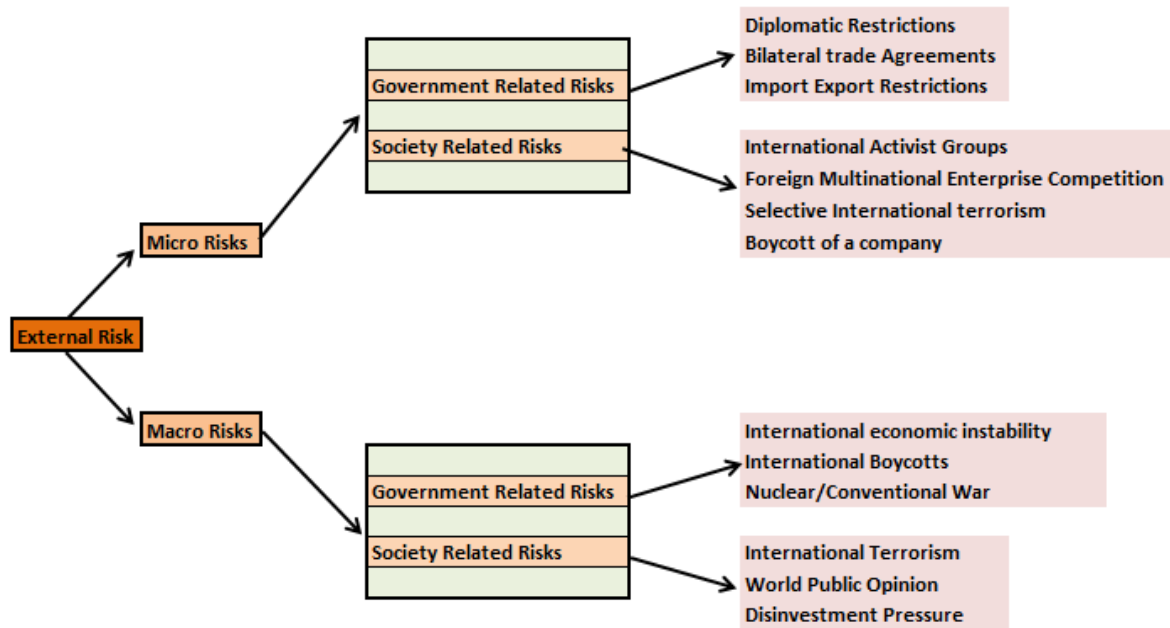 Diplomatic Restrictions
Bilateral trade Agreements
Import Export Restrictions
Government Related Risks
Society Related Risks
International Activist Groups
Foreign Multinational Enterprise Competition
Selective International terrorism
Boycott of a company
Micro Risks
External Risk
Macro Risks
International economic instability
International Boycotts
Nuclear/Conventional War
Government Related Risks
Society Related Risks
International Terrorism
World Public Opinion
Disinvestment Pressure